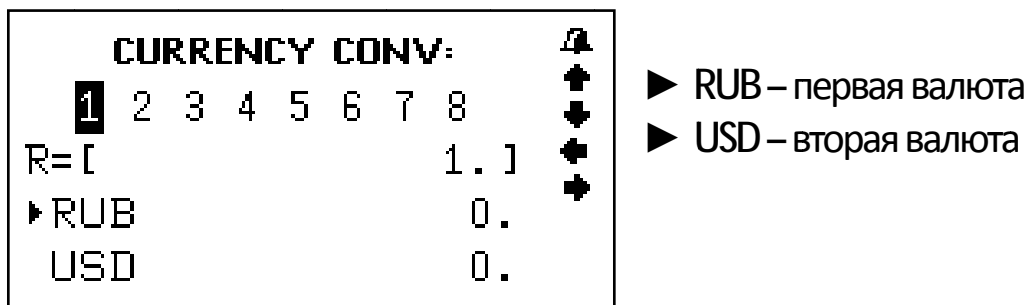 CURRENCY CONV:
1 2 3 4 5 6 7 8
R=[ 1. ]
▸RUB 0.
USD 0.
► RUB – первая валюта
► USD – вторая валюта